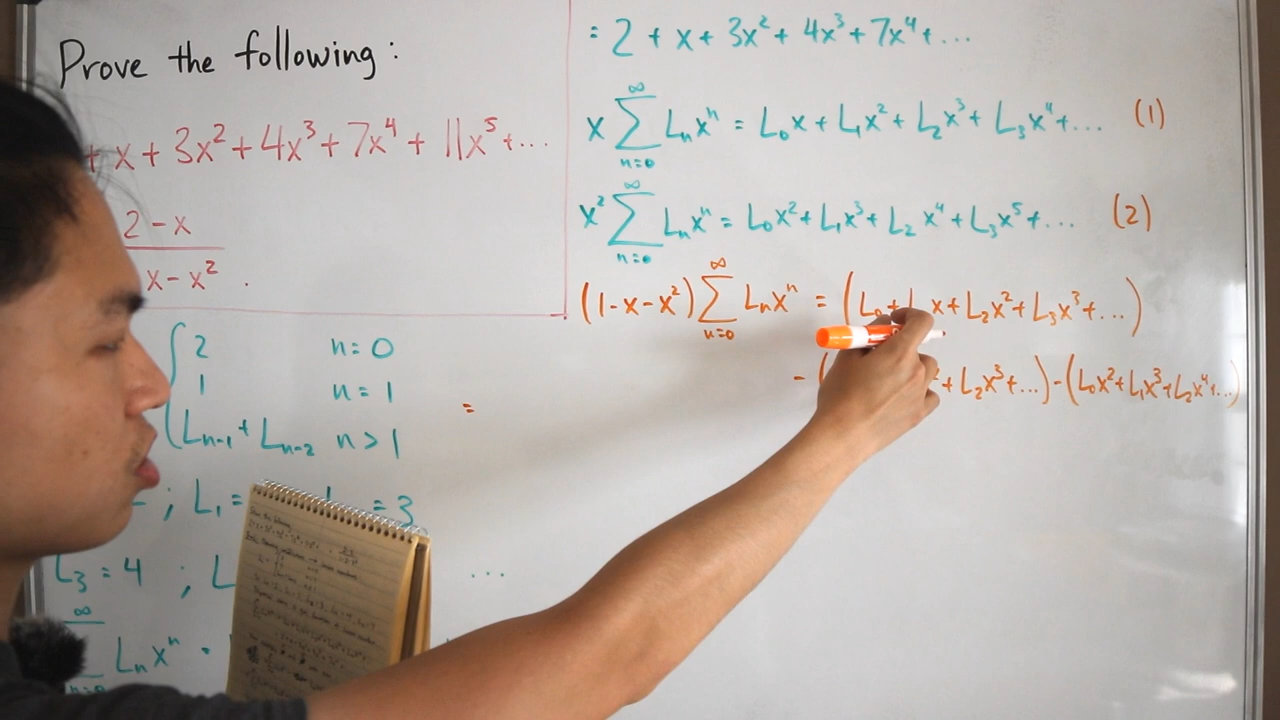 Prove the following:
+ x + 3x² + 4x³ + 7x⁴ + 11x⁵ + ...
2 - x
x - x² .
2 n = 0
1 n = 1
Lₙ₋₁ + Lₙ₋₂ n > 1
; L₁ = = 3
L₃ = 4 ; L ...
∞
Lₙxⁿ .
n=0
= 2 + x + 3x² + 4x³ + 7x⁴ + ...
x ∑ₙ₌₀^∞ Lₙxⁿ = L₀x + L₁x² + L₂x³ + L₃x⁴ + ... (1)
x² ∑ₙ₌₀^∞ Lₙxⁿ = L₀x² + L₁x³ + L₂x⁴ + L₃x⁵ + ... (2)
(1 - x - x²) ∑ₙ₌₀^∞ Lₙxⁿ = (L₀ + L x + L₂x² + L₃x³ + ...)
- ( ² + L₂x³ + ...) - (L₀x² + L₁x³ + L₂x⁴ + ...)
=